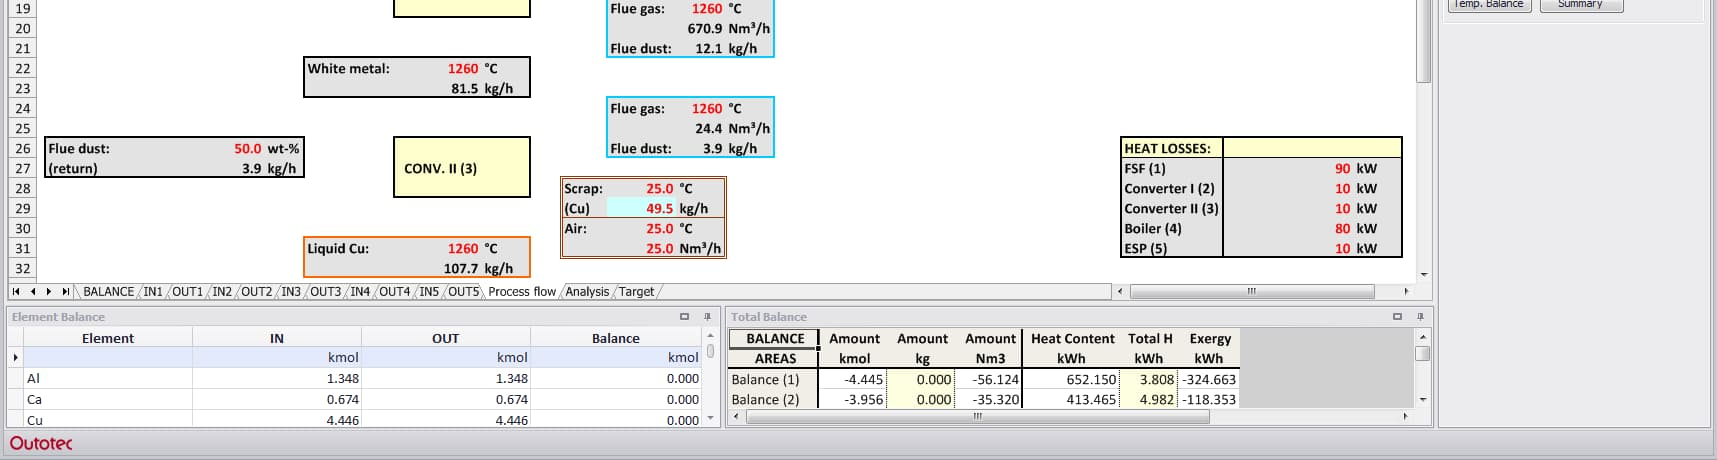 Temp. Balance Summary
19 Flue gas: 1260 °C
20 670.9 Nm³/h
21 Flue dust: 12.1 kg/h
22 White metal: 1260 °C
23 81.5 kg/h
24 Flue gas: 1260 °C
25 24.4 Nm³/h
26 Flue dust: 50.0 wt-% Flue dust: 3.9 kg/h HEAT LOSSES:
27 (return) 3.9 kg/h CONV. II (3) FSF (1) 90 kW
28 Scrap: 25.0 °C Converter I (2) 10 kW
29 (Cu) 49.5 kg/h Converter II (3) 10 kW
30 Air: 25.0 °C Boiler (4) 80 kW
31 Liquid Cu: 1260 °C 25.0 Nm³/h ESP (5) 10 kW
32 107.7 kg/h
BALANCE IN1 OUT1 IN2 OUT2 IN3 OUT3 IN4 OUT4 IN5 OUT5 Process flow Analysis Target
Element Balance
Element IN OUT Balance
kmol kmol kmol
Al 1.348 1.348 0.000
Ca 0.674 0.674 0.000
Cu 4.446 4.446 0.000
Total Balance
BALANCE Amount Amount Amount Heat Content Total H Exergy
AREAS kmol kg Nm3 kWh kWh kWh
Balance (1) -4.445 0.000 -56.124 652.150 3.808 -324.663
Balance (2) -3.956 0.000 -35.320 413.465 4.982 -118.353
Outotec